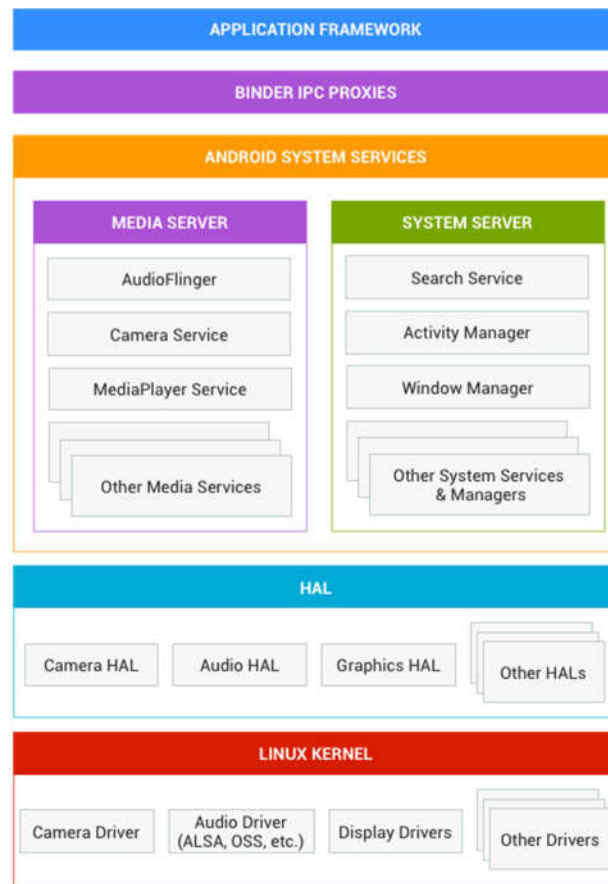 APPLICATION FRAMEWORK
BINDER IPC PROXIES
ANDROID SYSTEM SERVICES
MEDIA SERVER
AudioFlinger
Camera Service
MediaPlayer Service
Other Media Services
SYSTEM SERVER
Search Service
Activity Manager
Window Manager
Other System Services
& Managers
HAL
Camera HAL
Audio HAL
Graphics HAL
Other HALs
LINUX KERNEL
Camera Driver
Audio Driver
(ALSA, OSS, etc.)
Display Drivers
Other Drivers